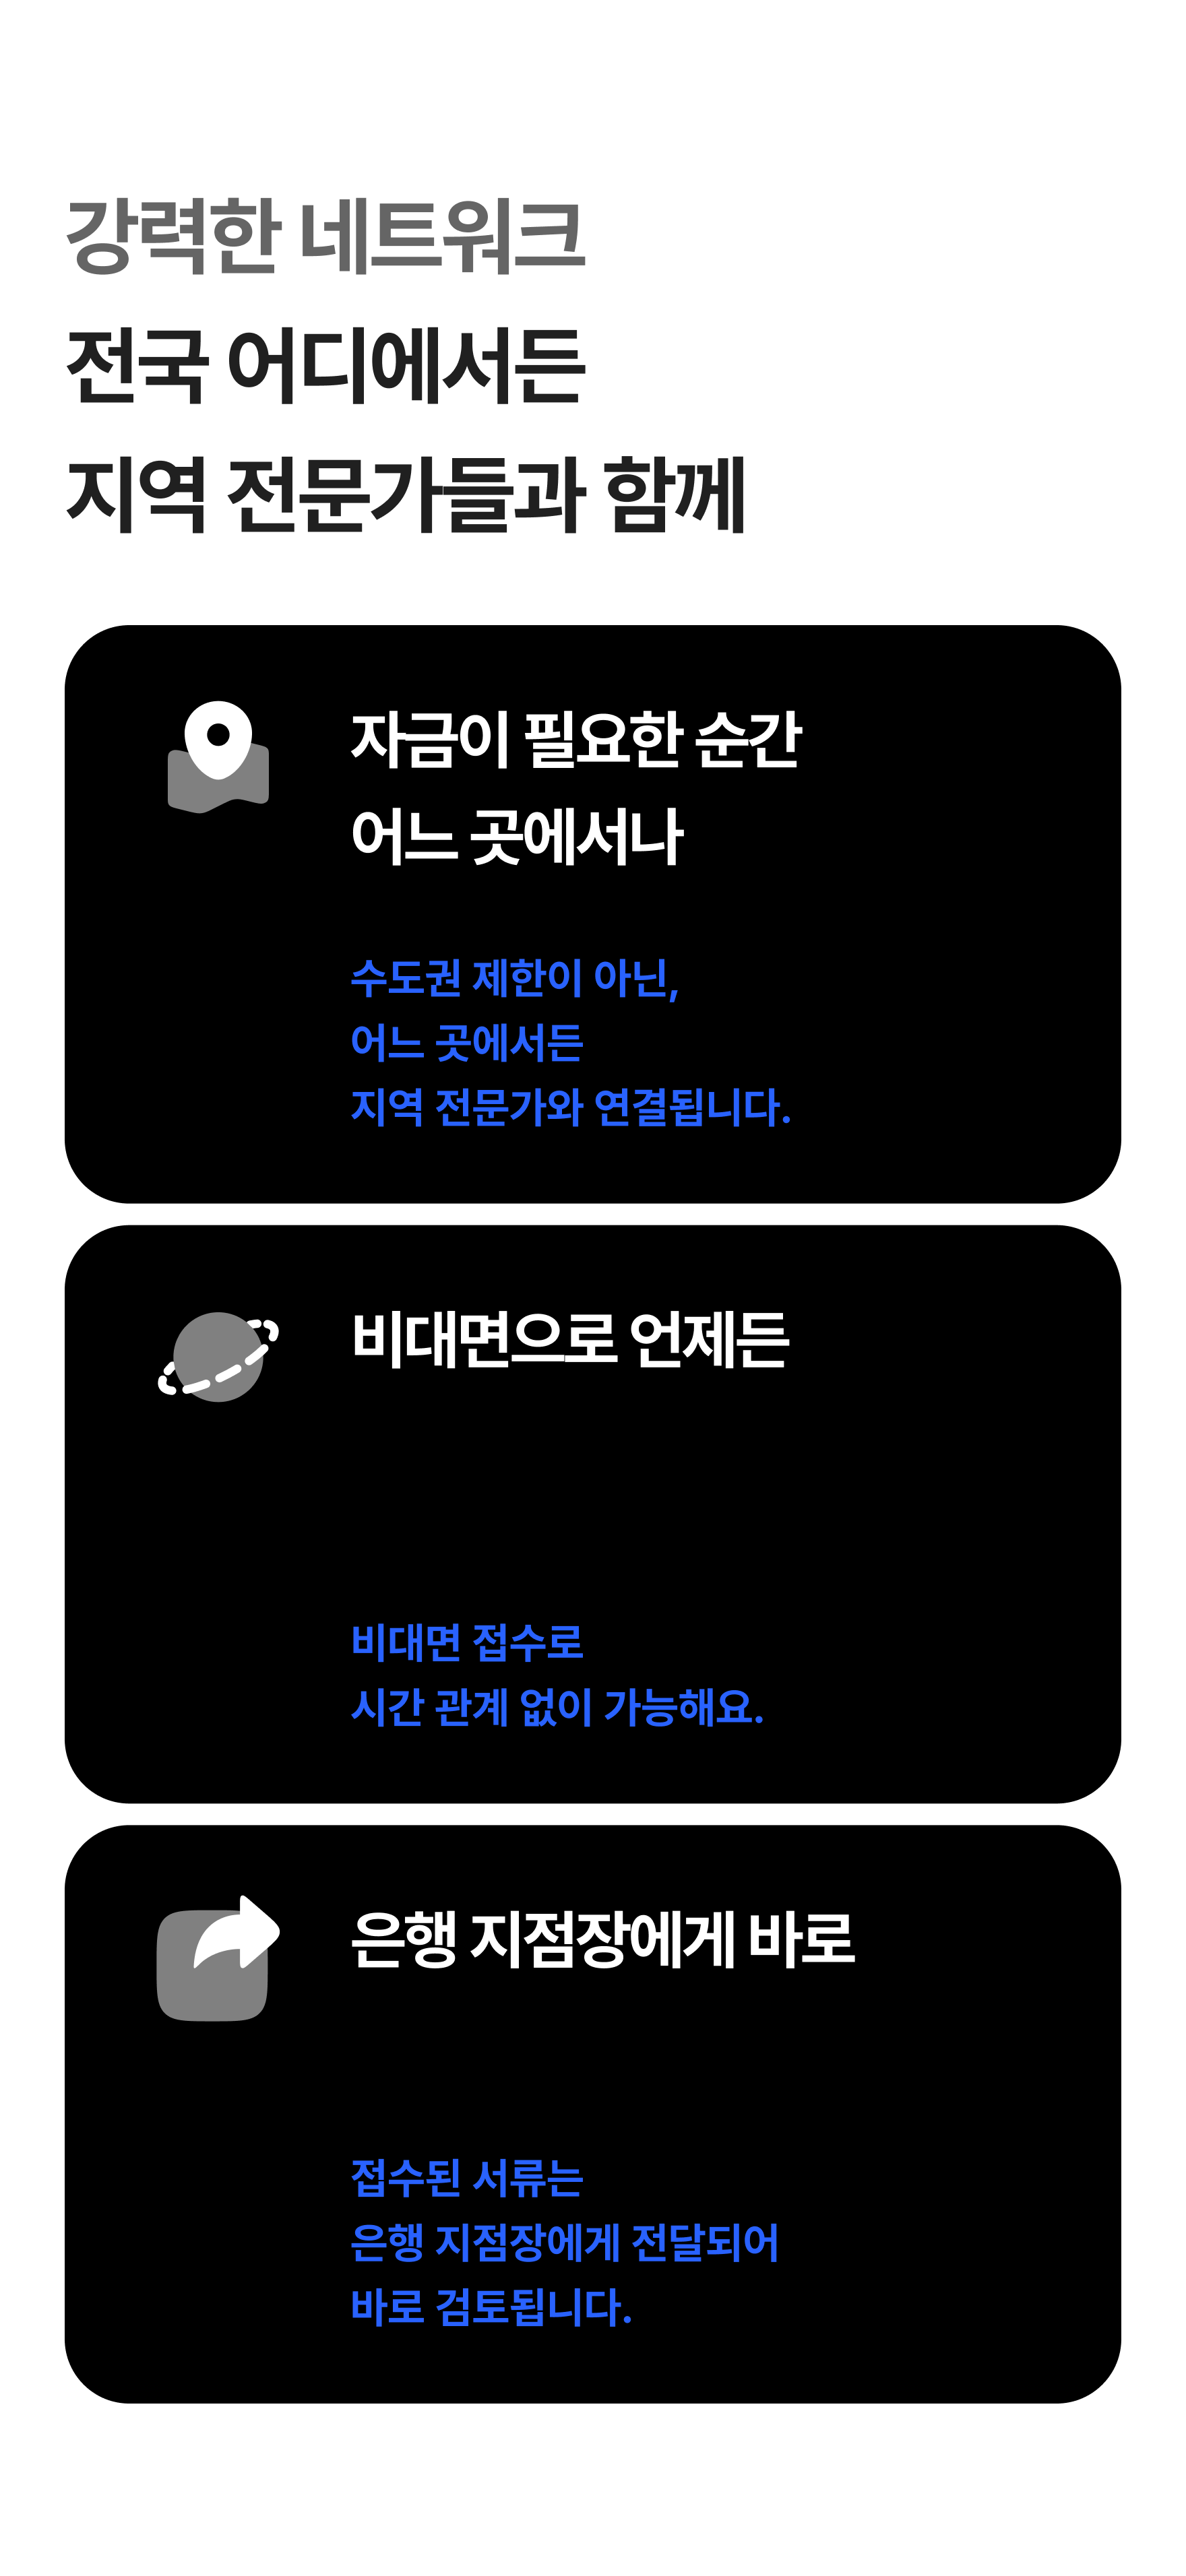 강력한 네트워크
전국 어디에서든
지역 전문가들과 함께
자금이 필요한 순간
어느 곳에서나
수도권 제한이 아닌,
어느 곳에서든
지역 전문가와 연결됩니다.
비대면으로 언제든
비대면 접수로
시간 관계 없이 가능해요.
은행 지점장에게 바로
접수된 서류는
은행 지점장에게 전달되어
바로 검토됩니다.